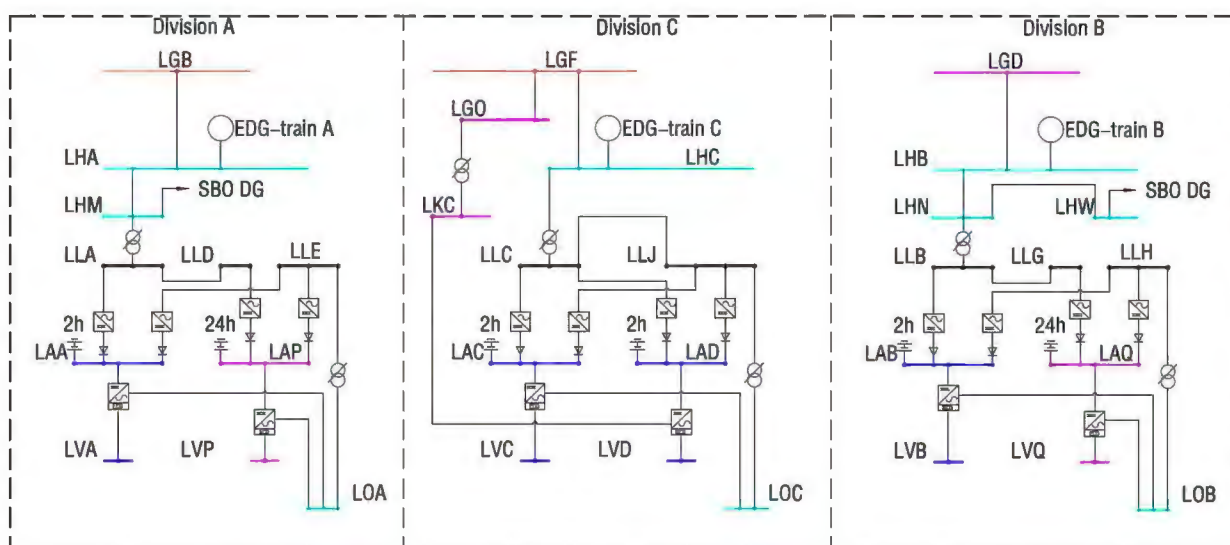 Division A
LGB
EDG-train A
LHA
SBO DG
LHM
LLA
LLD
LLE
2h
24h
LAA
LAP
LVA
LVP
LOA
Division C
LGF
LGO
EDG-train C
LHC
LKC
LLC
LLJ
2h
2h
LAC
LAD
LVC
LVD
LOC
Division B
LGD
EDG-train B
LHB
SBO DG
LHN
LHW
LLB
LLG
LLH
2h
24h
LAB
LAQ
LVB
LVQ
LOB